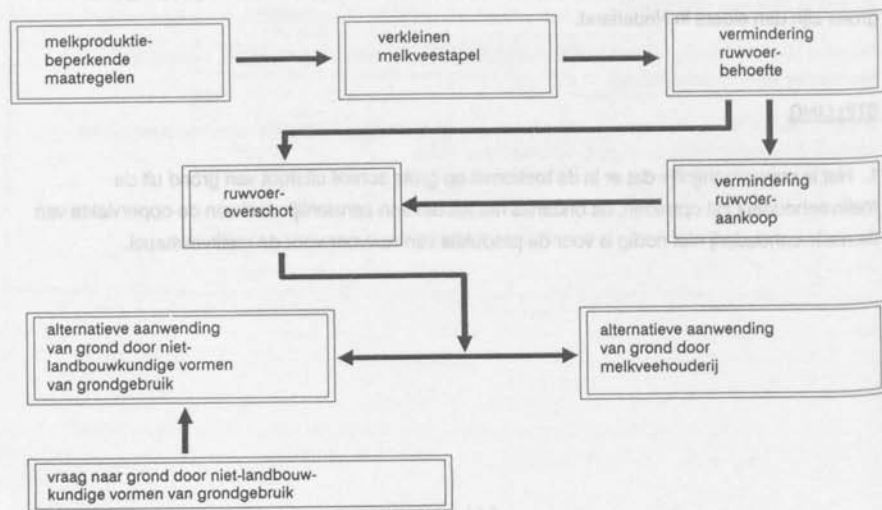 melkproduktie-
beperkende
maatregelen
verkleinen
melkveestapel
vermindering
ruwvoer-
behoefte
ruwvoer-
overschot
vermindering
ruwvoer-
aankoop
alternatieve aanwending
van grond door niet-
landbouwkundige vormen
van grondgebruik
alternatieve aanwending
van grond door
melkveehouderij
vraag naar grond door niet-landbouw-
kundige vormen van grondgebruik